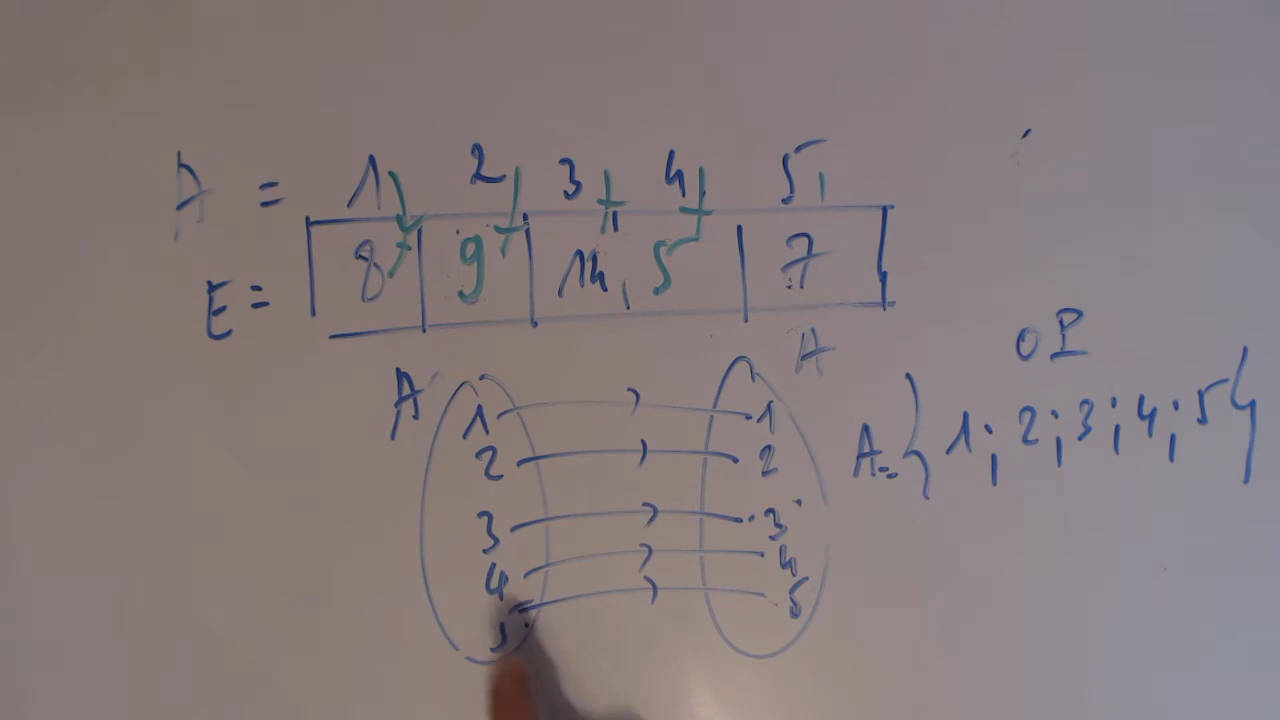 A = 1 2 3 4 5
E = 8 9 14, 5 7
A A
OP
1 1
2 2
A = { 1; 2; 3; 4; 5 }
3 3
4 4
5 5